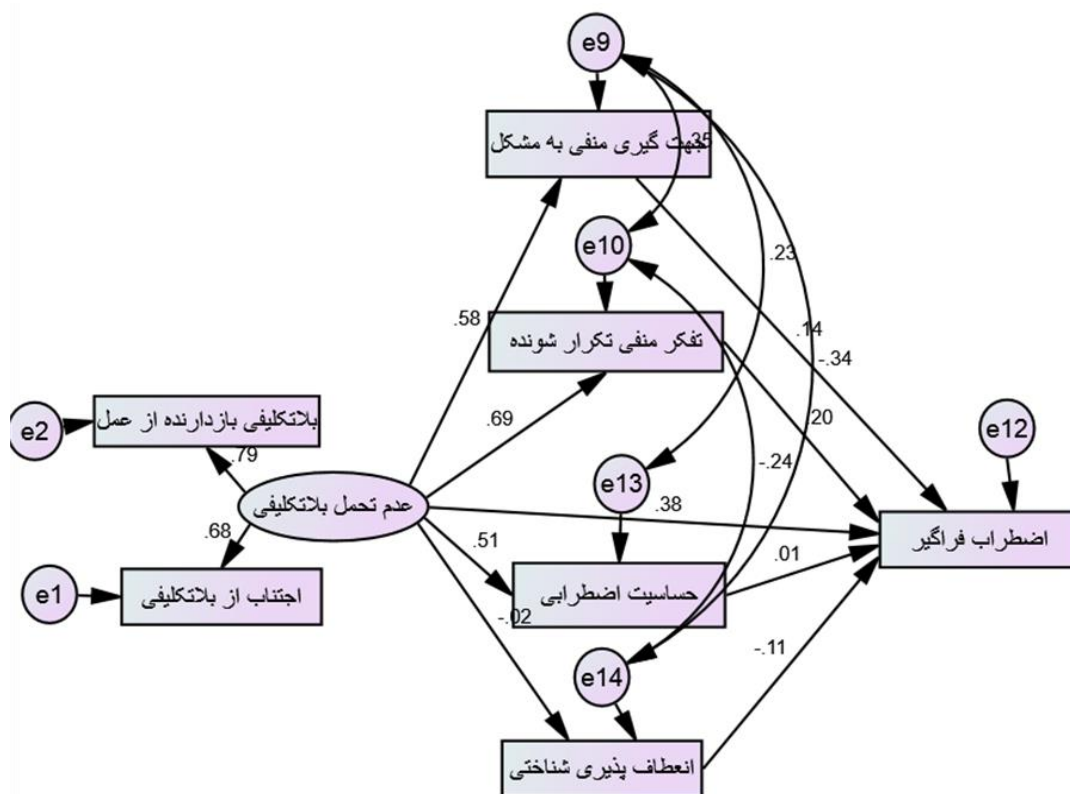 e9
جهت گیری منفی به مشکل
.35
e10
.23
.58
تفکر منفی تکرار شونده
.14
-.34
بلاتکلیفی بازدارنده از عمل
e2
.69
.20
e12
.79
-.24
e13
عدم تحمل بلاتکلیفی
.38
اضطراب فراگیر
.68
.51
.01
e1
اجتناب از بلاتکلیفی
حساسیت اضطرابی
-.02
e14
-.11
انعطاف پذیری شناختی